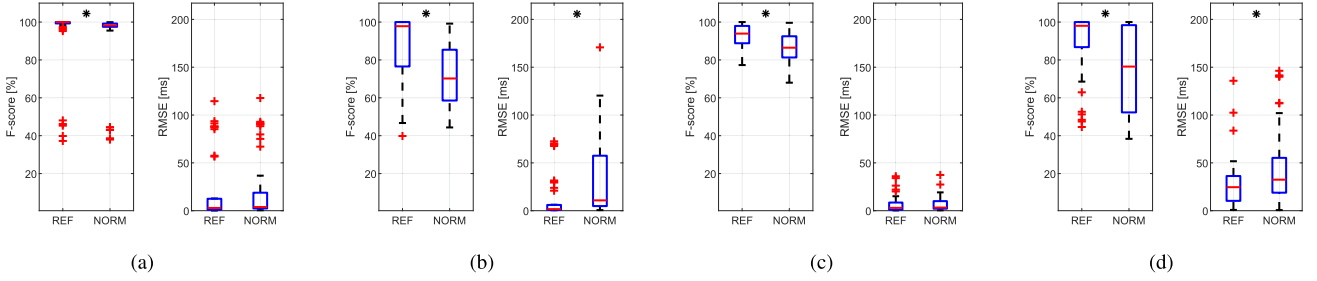 *
F-score [%]
100
80
60
40
20
REF NORM
RMSE [ms]
200
150
100
50
0
REF NORM
(a)
*
F-score [%]
100
80
60
40
20
REF NORM
*
RMSE [ms]
200
150
100
50
0
REF NORM
(b)
*
F-score [%]
100
80
60
40
20
REF NORM
RMSE [ms]
200
150
100
50
0
REF NORM
(c)
*
F-score [%]
100
80
60
40
20
REF NORM
*
RMSE [ms]
200
150
100
50
0
REF NORM
(d)